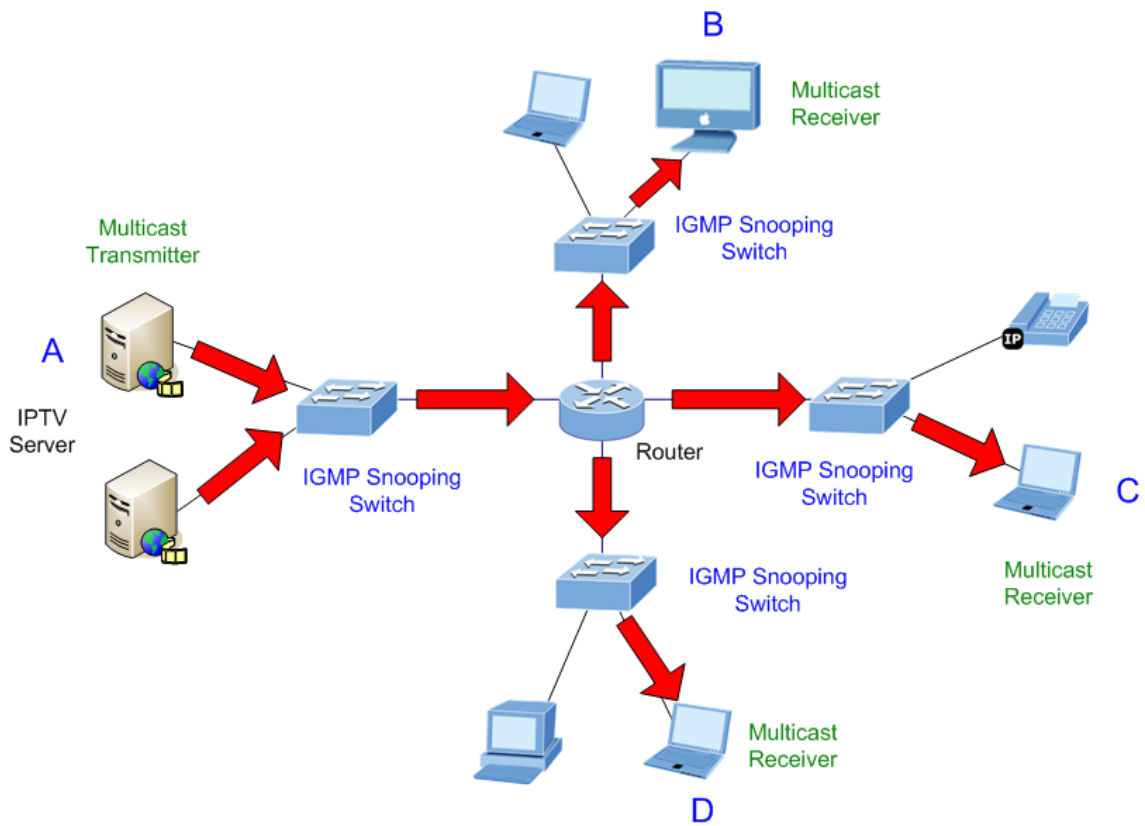 B
Multicast
Receiver
IGMP Snooping
Switch
Multicast
Transmitter
A
IPTV
Server
IGMP Snooping
Switch
Router
IP
IGMP Snooping
Switch
C
Multicast
Receiver
IGMP Snooping
Switch
Multicast
Receiver
D